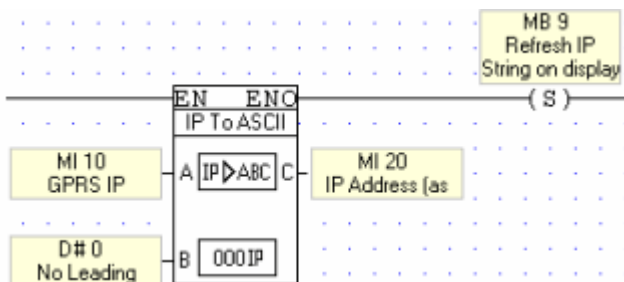 MB 9
Refresh IP
String on display
EN ENO
( S )
IP To ASCII
MI 10
GPRS IP
A IP▷ABC C
MI 20
IP Address (as
D# 0
No Leading
B 000IP